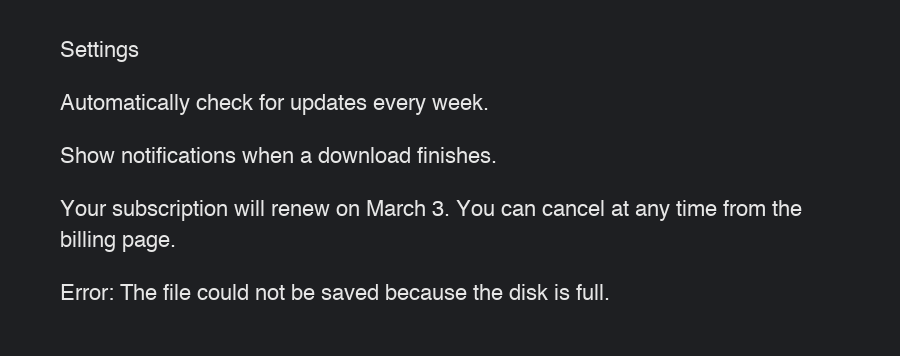 Settings
Automatically check for updates every week.
Show notifications when a download finishes.
Your subscription will renew on March 3. You can cancel at any time from the
billing page.
Error: The file could not be saved because the disk is full.